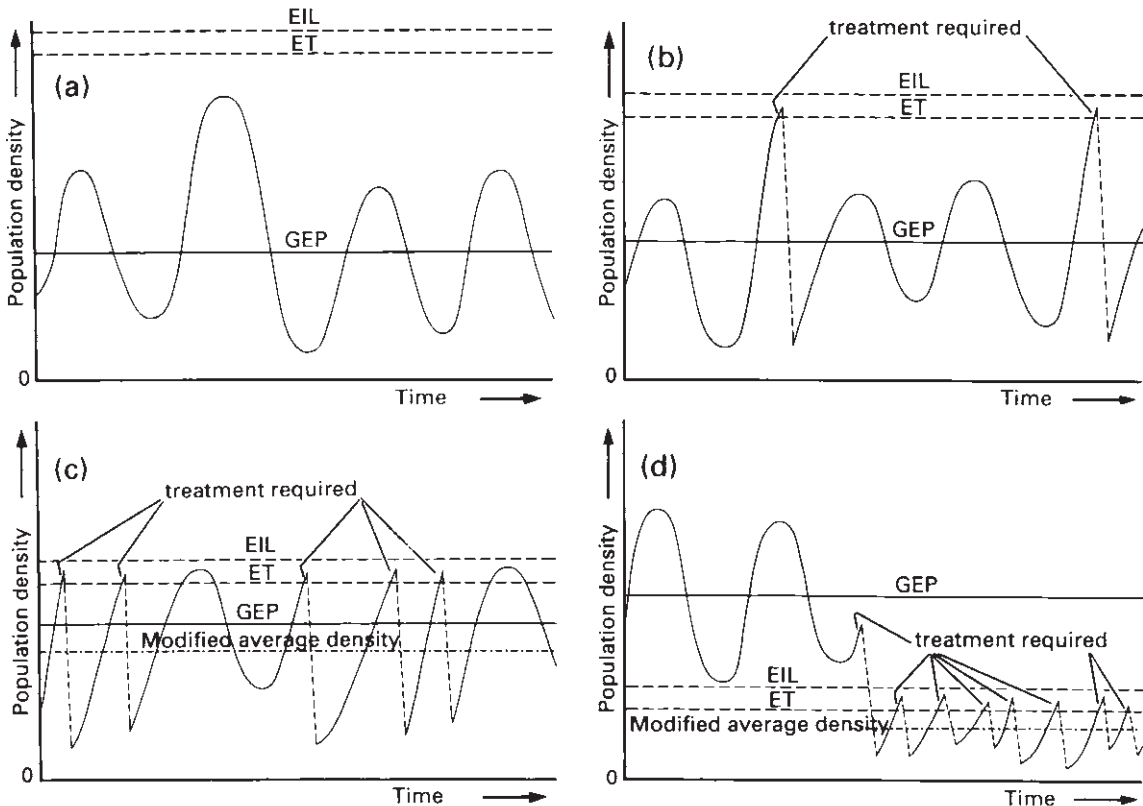 (a)
EIL
ET
GEP
Population density
0
Time
(b)
treatment required
EIL
ET
GEP
Population density
0
Time
(c)
treatment required
EIL
ET
GEP
Modified average density
Population density
0
Time
(d)
GEP
treatment required
EIL
ET
Modified average density
Population density
0
Time